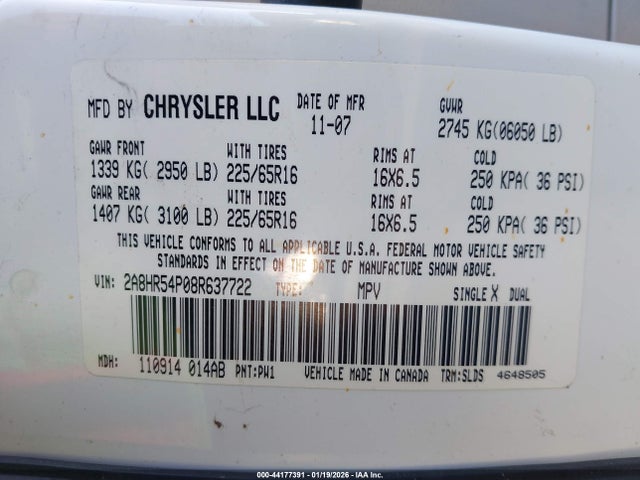 MFD BY CHRYSLER LLC DATE OF MFR GVWR
11-07 2745 KG(06050 LB)
GAWR FRONT WITH TIRES RIMS AT COLD
1339 KG( 2950 LB) 225/65R16 16X6.5 250 KPA( 36 PSI)
GAWR REAR WITH TIRES RIMS AT COLD
1407 KG( 3100 LB) 225/65R16 16X6.5 250 KPA( 36 PSI)
THIS VEHICLE CONFORMS TO ALL APPLICABLE U.S.A. FEDERAL MOTOR VEHICLE SAFETY
STANDARDS IN EFFECT ON THE DATE OF MANUFACTURE SHOWN ABOVE.
VIN: 2A8HR54P08R637722 TYPE: MPV SINGLE X DUAL
MDH: 110914 014AB PNT:PW1 VEHICLE MADE IN CANADA TRM:SLDS 4648505
000-44177391 - 01/19/2026 - IAA Inc.